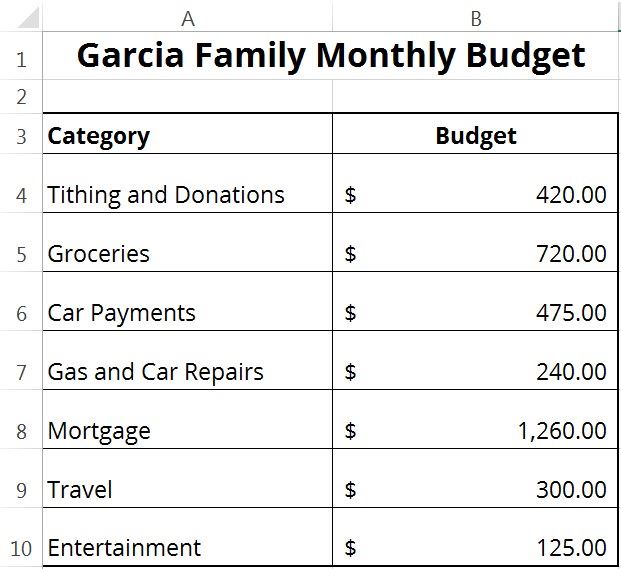 A B
1 Garcia Family Monthly Budget
2
3 Category Budget
4 Tithing and Donations $ 420.00
5 Groceries $ 720.00
6 Car Payments $ 475.00
7 Gas and Car Repairs $ 240.00
8 Mortgage $ 1,260.00
9 Travel $ 300.00
10 Entertainment $ 125.00